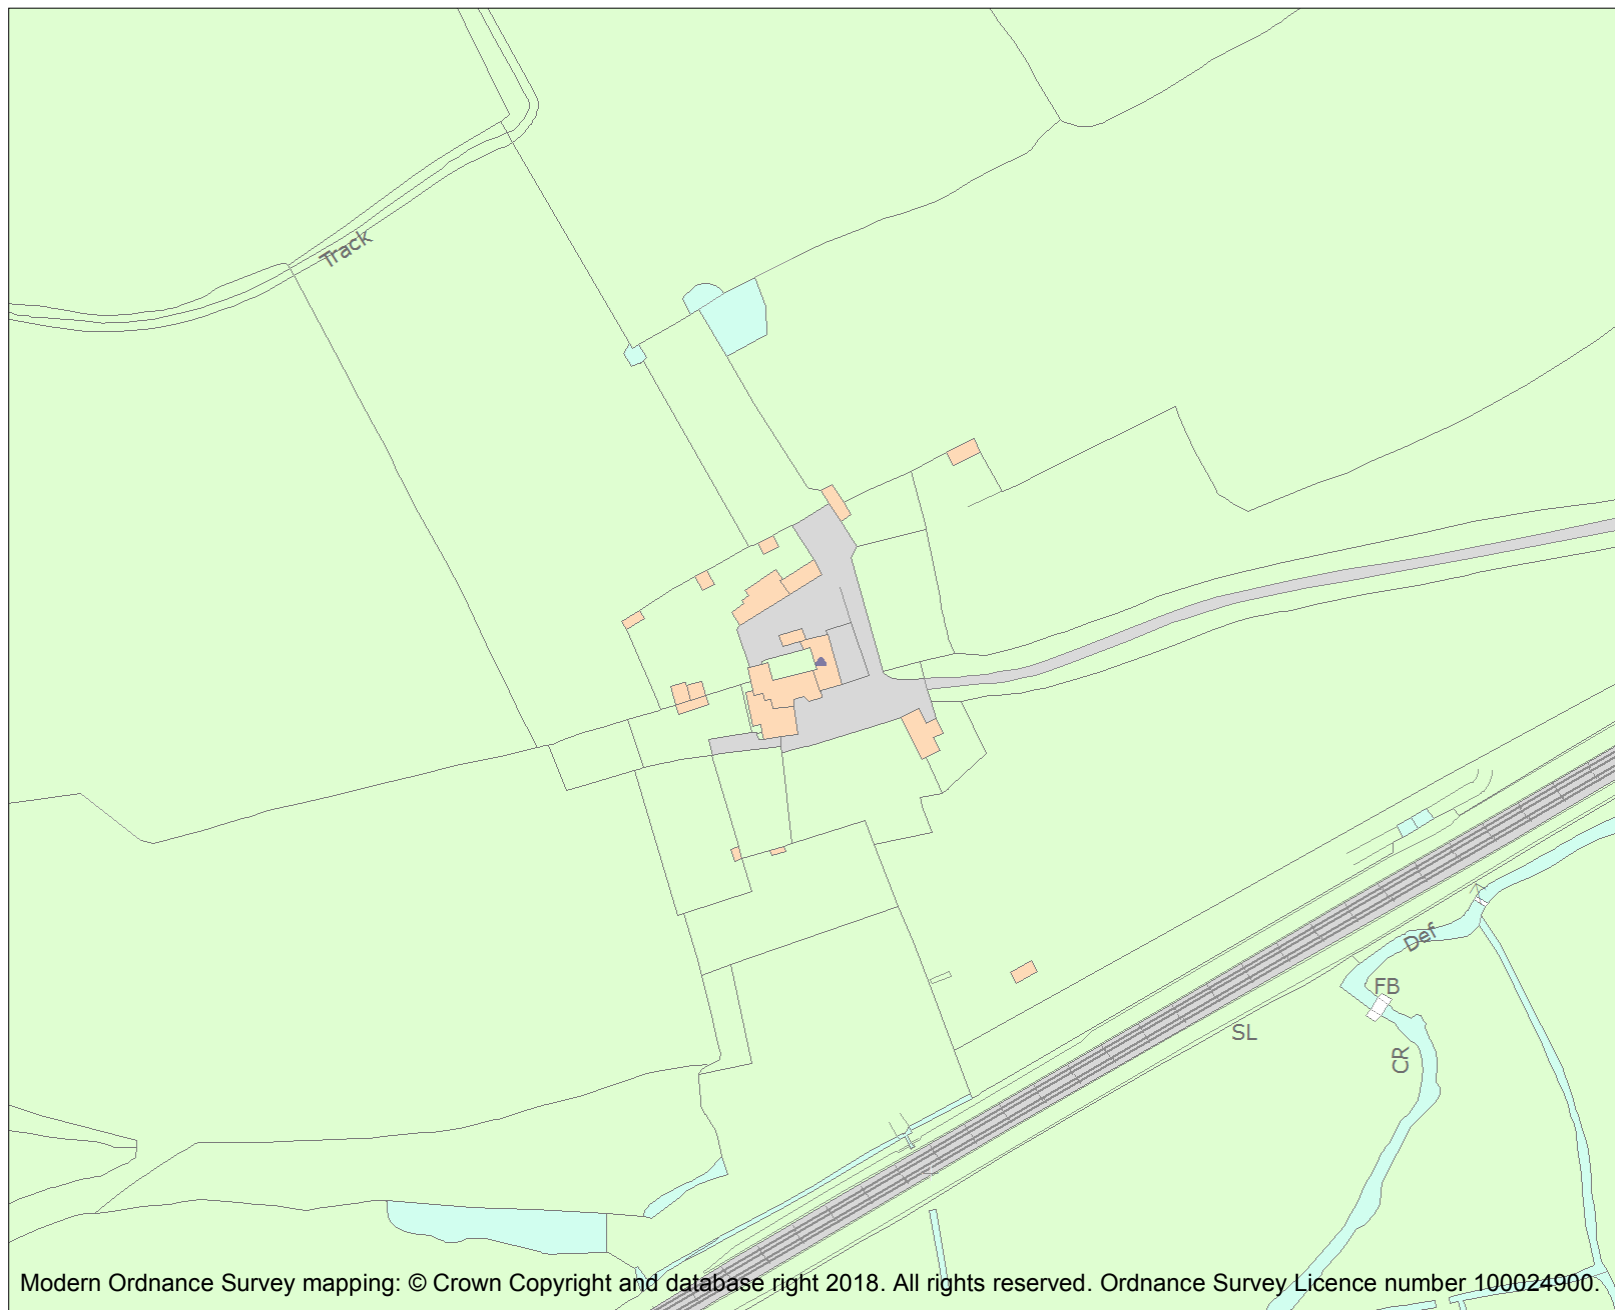 Track
Def
FB
SL
CR
Modern Ordnance Survey mapping: © Crown Copyright and database right 2018. All rights reserved. Ordnance Survey Licence number 100024900.